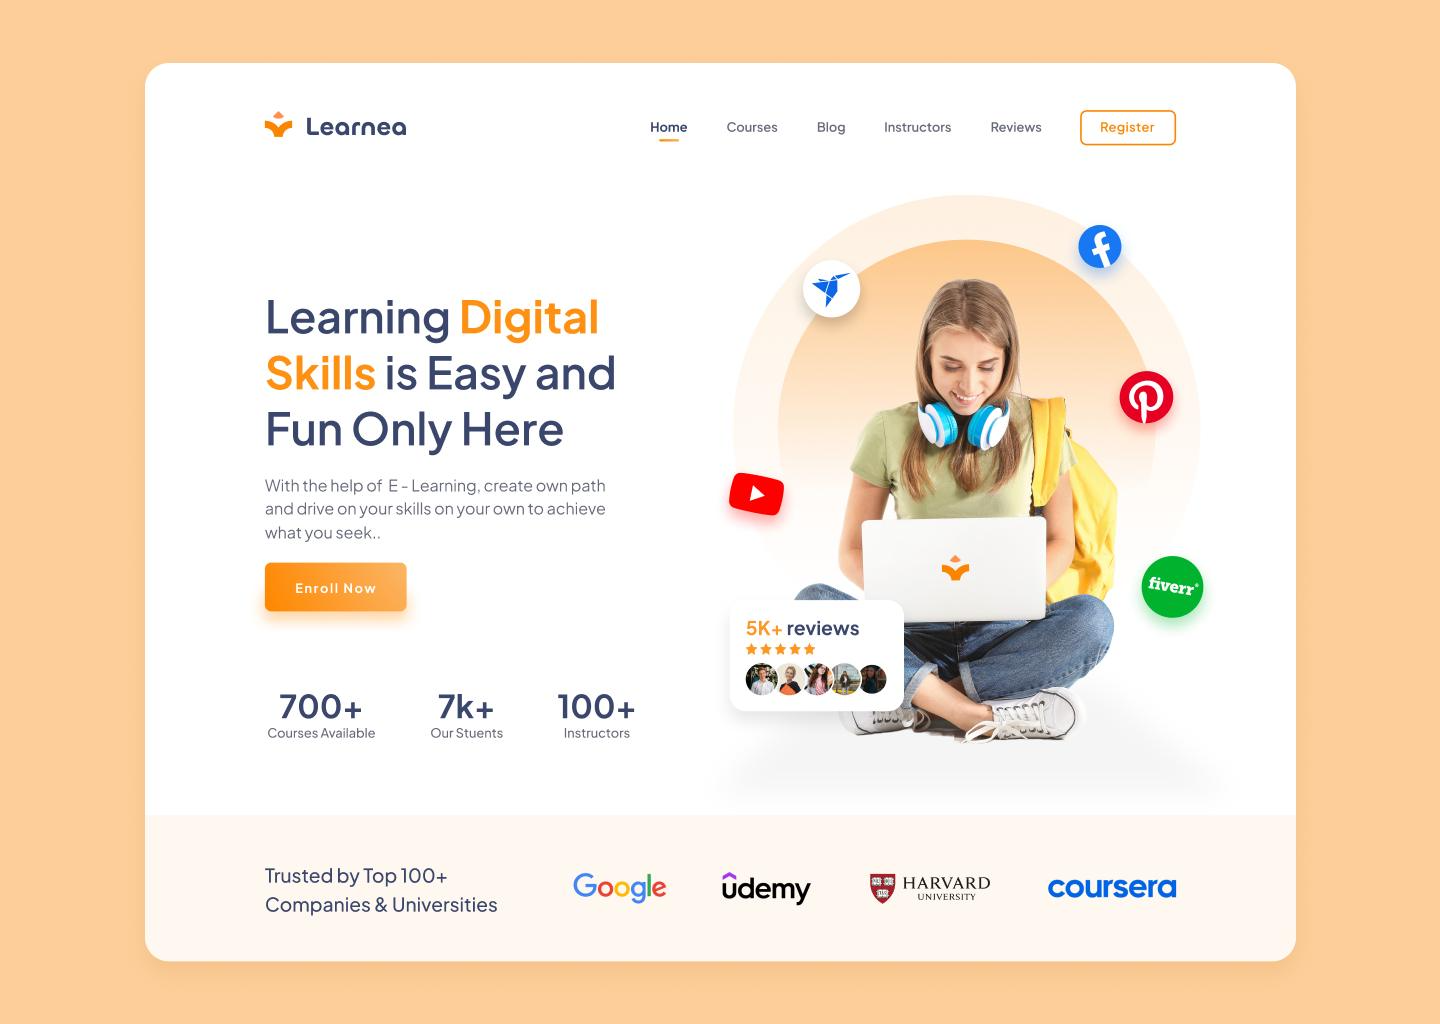 Learnea
Home Courses Blog Instructors Reviews Register
Learning Digital
Skills is Easy and
Fun Only Here
With the help of E - Learning, create own path
and drive on your skills on your own to achieve
what you seek..
Enroll Now
fiverr®
5K+ reviews
700+ 7k+ 100+
Courses Available Our Stuents Instructors
Trusted by Top 100+
Companies & Universities
Google udemy HARVARD UNIVERSITY coursera